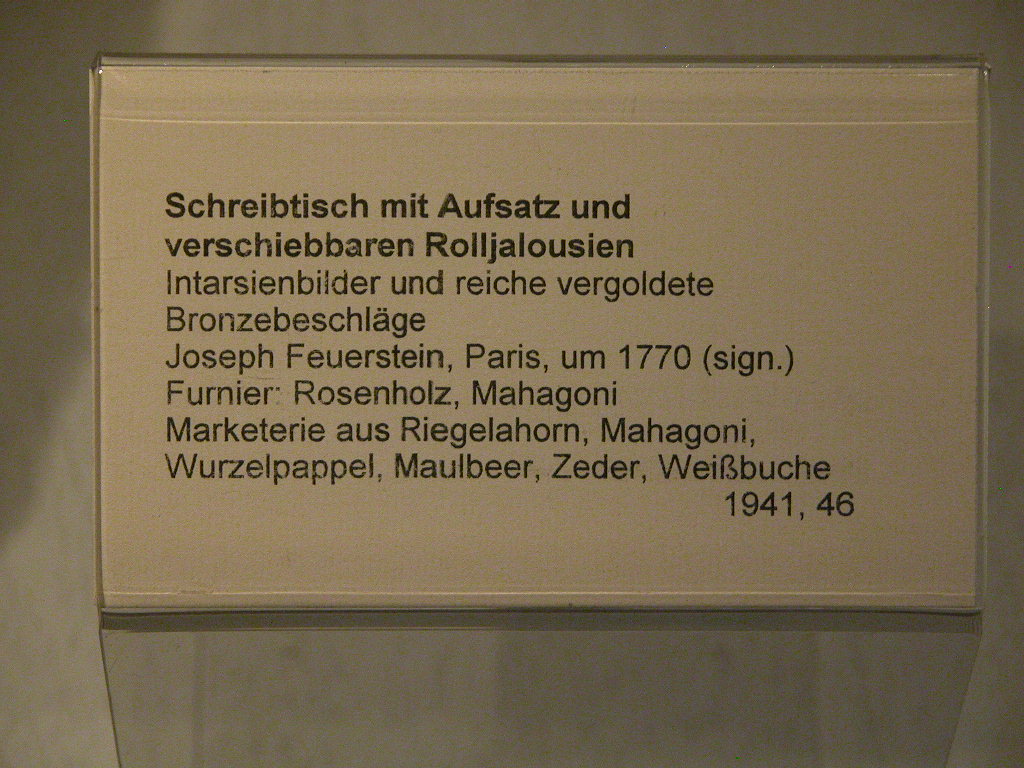 Schreibtisch mit Aufsatz und
verschiebbaren Rolljalousien
Intarsienbilder und reiche vergoldete
Bronzebeschläge
Joseph Feuerstein, Paris, um 1770 (sign.)
Furnier: Rosenholz, Mahagoni
Marketerie aus Riegelahorn, Mahagoni,
Wurzelpappel, Maulbeer, Zeder, Weißbuche
1941, 46